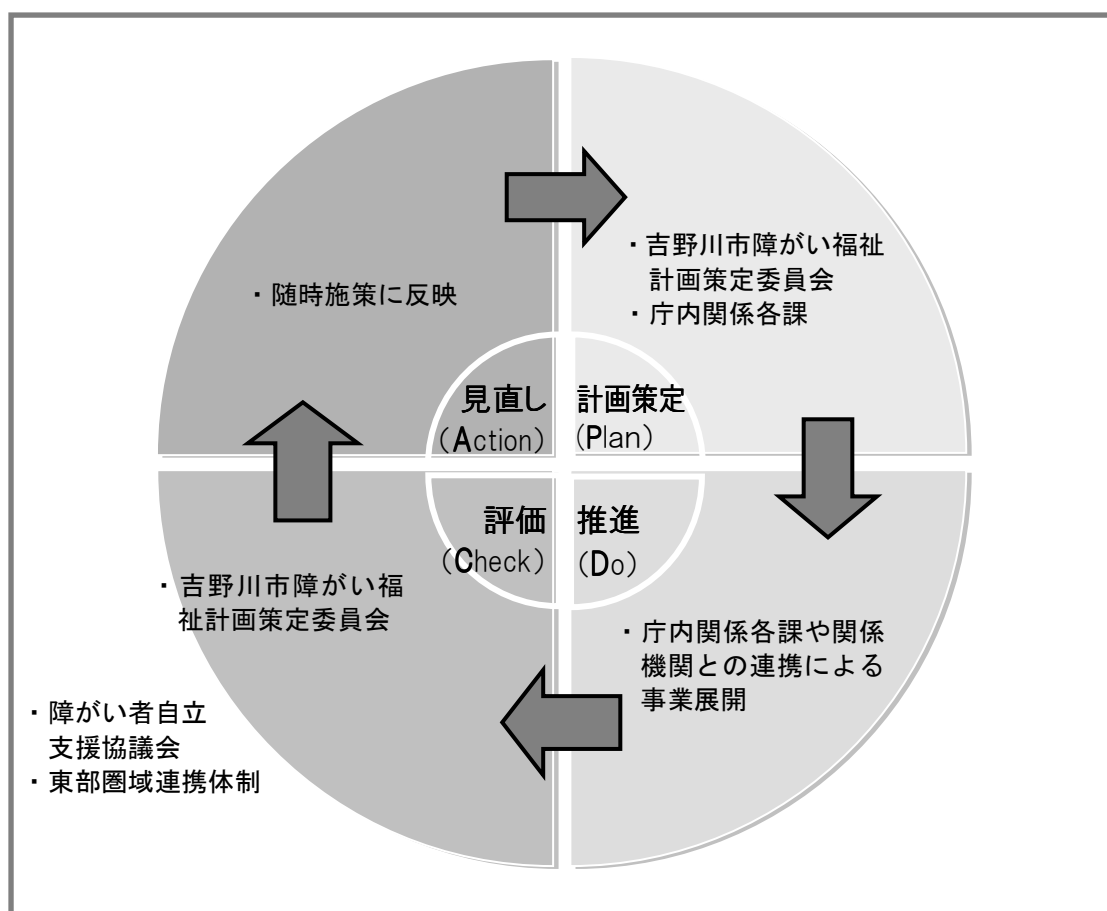 ・随時施策に反映
・吉野川市障がい福祉
計画策定委員会
・庁内関係各課
見直し
(Action)
計画策定
(Plan)
評価
(Check)
推進
(Do)
・吉野川市障がい福
祉計画策定委員会
・庁内関係各課や関係
機関との連携による
事業展開
・障がい者自立
支援協議会
・東部圏域連携体制